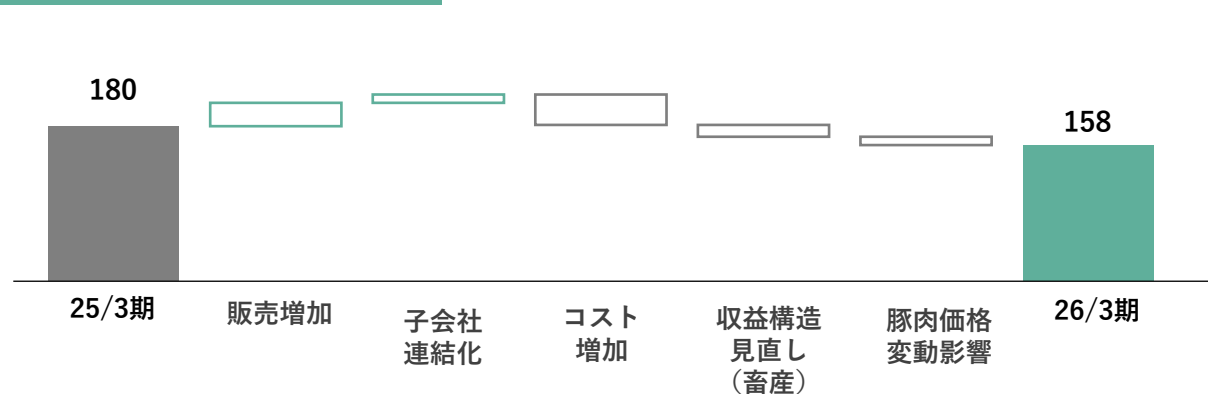 180
158
25/3期
販売増加
子会社
連結化
コスト
増加
収益構造
見直し
（畜産）
豚肉価格
変動影響
26/3期